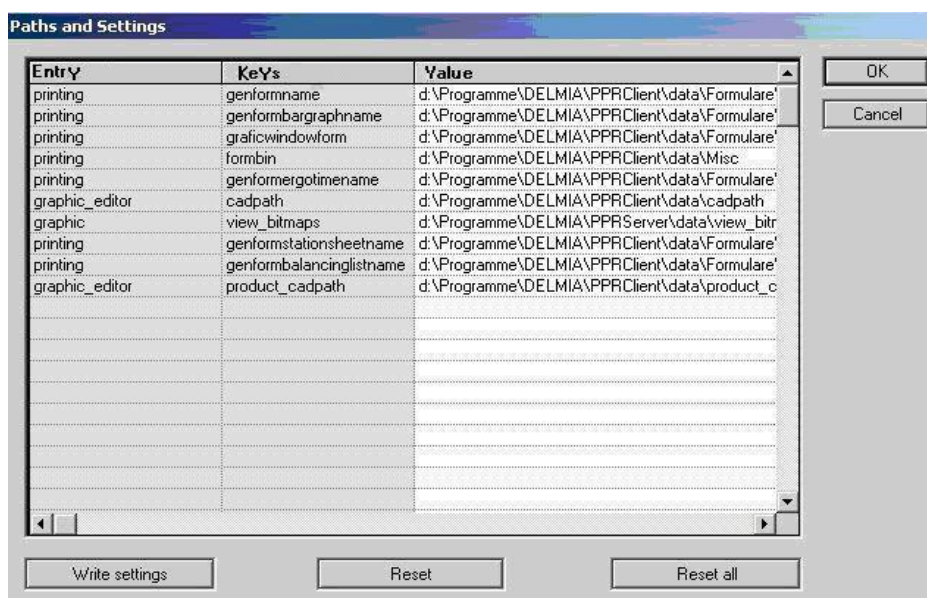 Paths and Settings
Entry Keys Value
printing genformname d:\Programme\DELMIA\PPRClient\data\Formulare'
printing genformbargraphname d:\Programme\DELMIA\PPRClient\data\Formulare'
printing graficwindowform d:\Programme\DELMIA\PPRClient\data\Formulare'
printing formbin d:\Programme\DELMIA\PPRClient\data\Misc
printing genformergotimename d:\Programme\DELMIA\PPRClient\data\Formulare'
graphic_editor cadpath d:\Programme\DELMIA\PPRClient\data\cadpath
graphic view_bitmaps d:\Programme\DELMIA\PPRServer\data\view_bitr
printing genformstationsheetname d:\Programme\DELMIA\PPRClient\data\Formulare'
printing genformbalancinglistname d:\Programme\DELMIA\PPRClient\data\Formulare'
graphic_editor product_cadpath d:\Programme\DELMIA\PPRClient\data\product_c
OK
Cancel
Write settings Reset Reset all